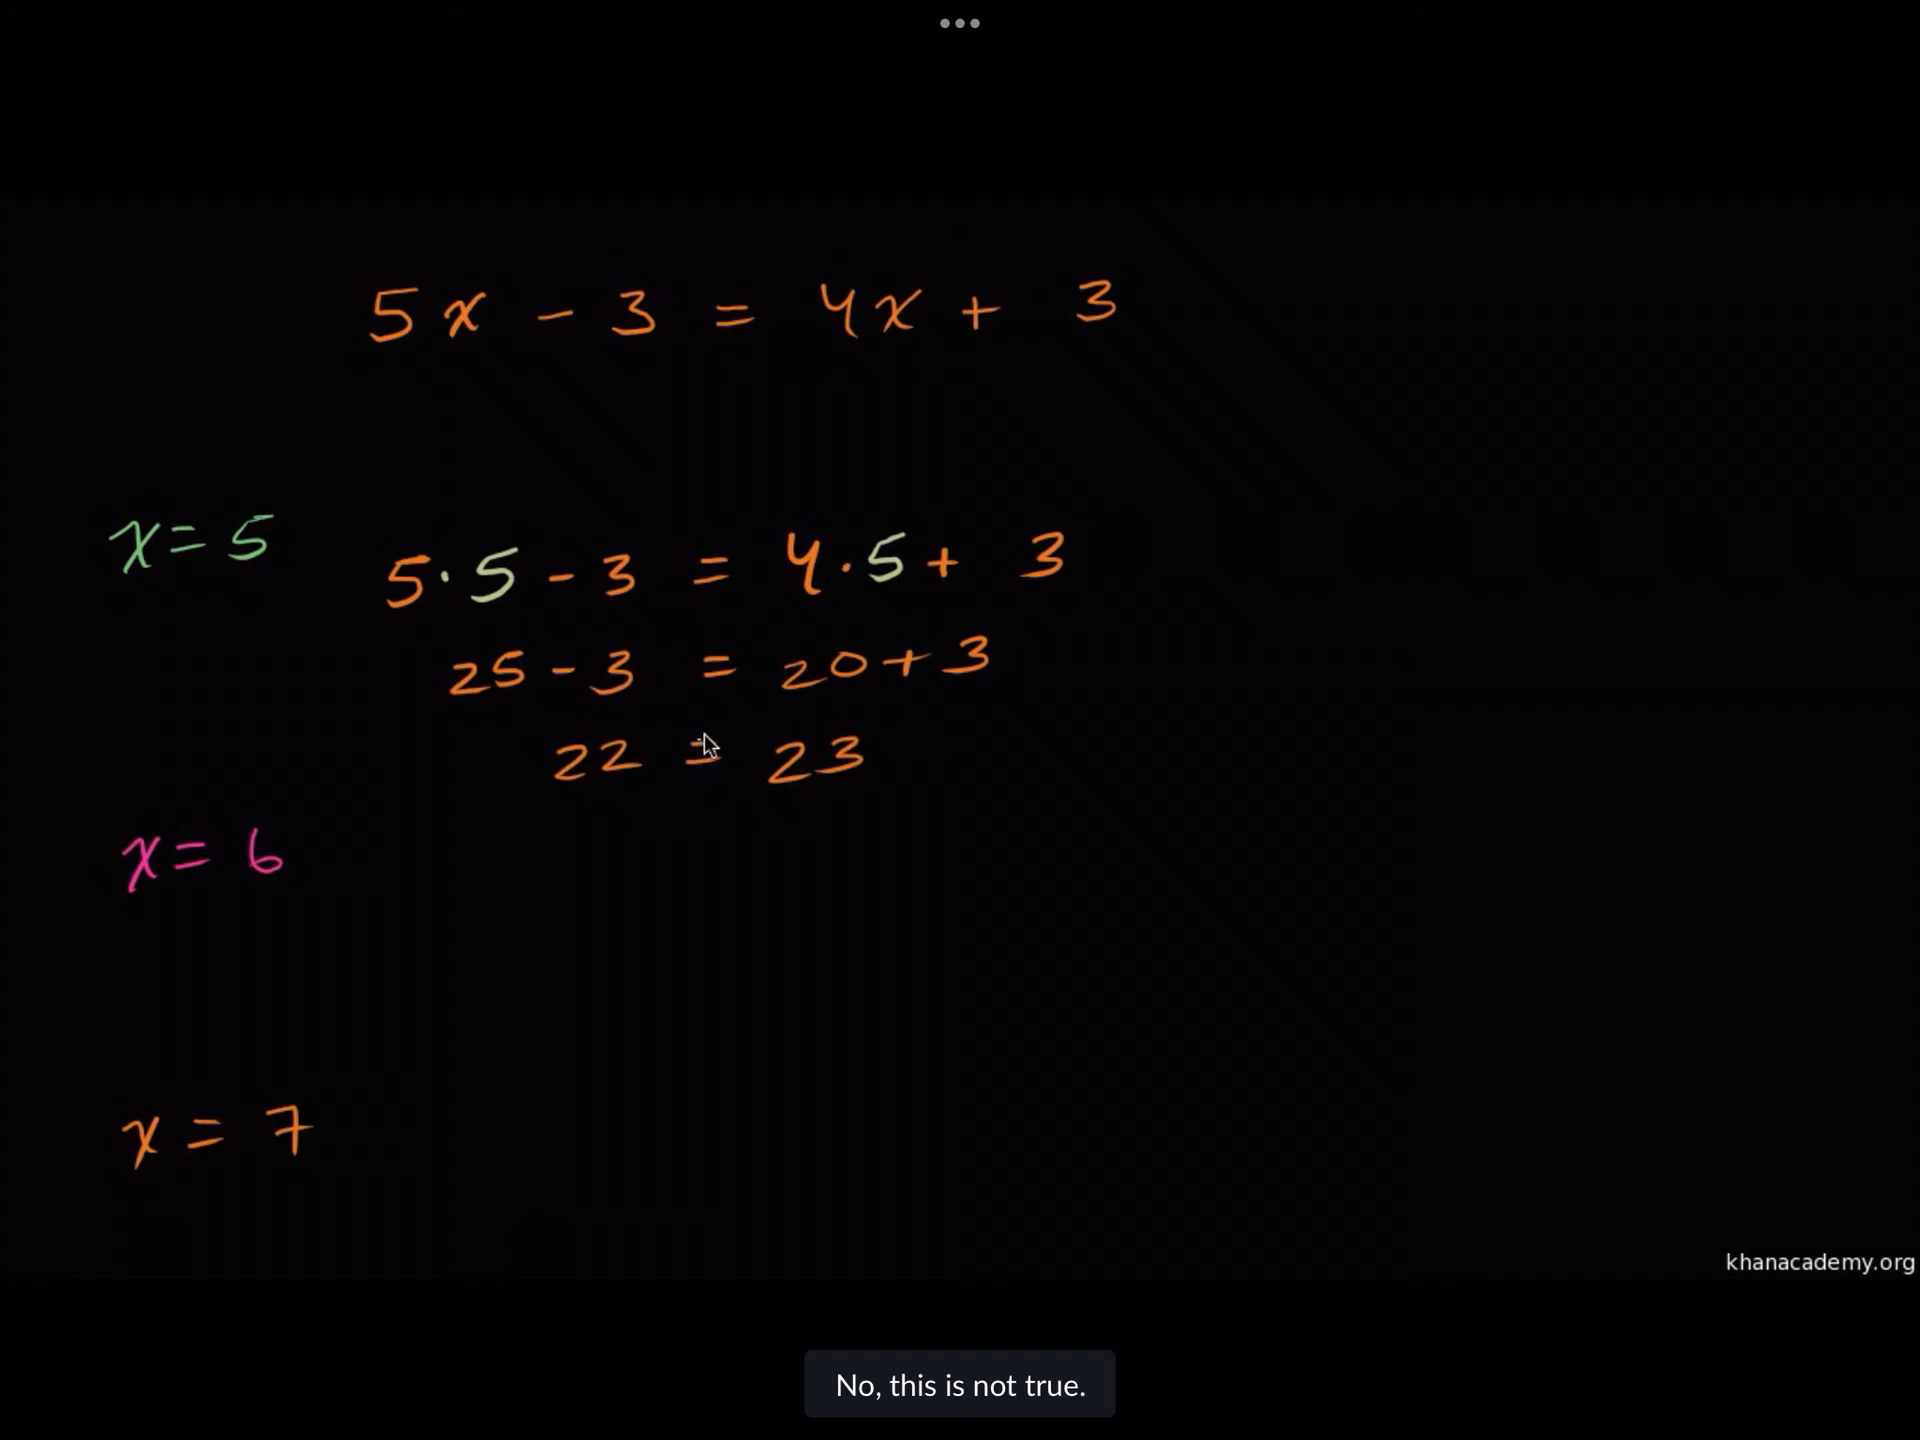 5x - 3 = 4x + 3
x = 5
5·5 - 3 = 4·5 + 3
25 - 3 = 20 + 3
22 = 23
x = 6
x = 7
khanacademy.org
No, this is not true.